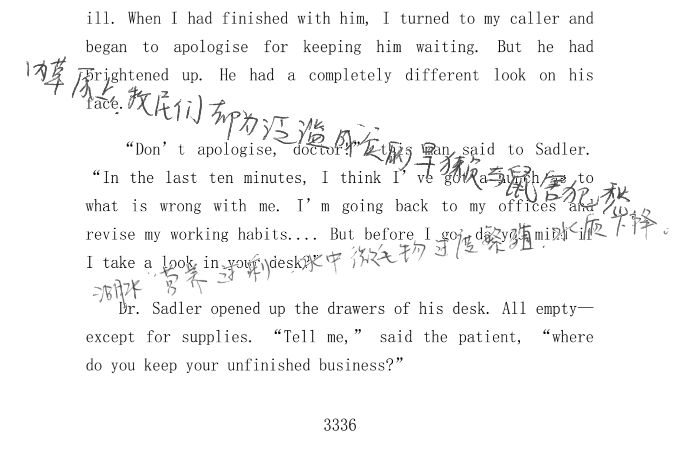 ill. When I had finished with him, I turned to my caller and
began to apologise for keeping him waiting. But he had
brightened up. He had a completely different look on his
face.
草原上,牧民们却为泛滥成灾的旱獭与鼠害犯愁
“Don't apologise, doctor!” this man said to Sadler.
“In the last ten minutes, I think I've got a hunch as to
what is wrong with me. I'm going back to my offices and
revise my working habits.... But before I go, do you mind if
I take a look in your desk?”
湖水营养过剩,水中微生物过度繁殖,水质下降。
Dr. Sadler opened up the drawers of his desk. All empty—
except for supplies. “Tell me,” said the patient, “where
do you keep your unfinished business?”
3336